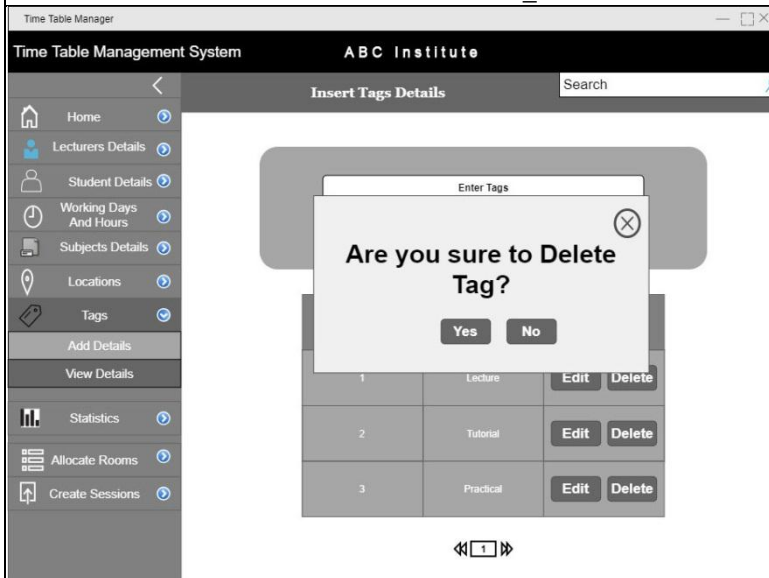 Time Table Manager
Time Table Management System
ABC Institute
Insert Tags Details
Search
Home
Lecturers Details
Student Details
Working Days
And Hours
Subjects Details
Locations
Tags
Add Details
View Details
Statistics
Allocate Rooms
Create Sessions
Enter Tags
Are you sure to Delete
Tag?
Yes No
1 Lecture Edit Delete
2 Tutorial Edit Delete
3 Practical Edit Delete
1